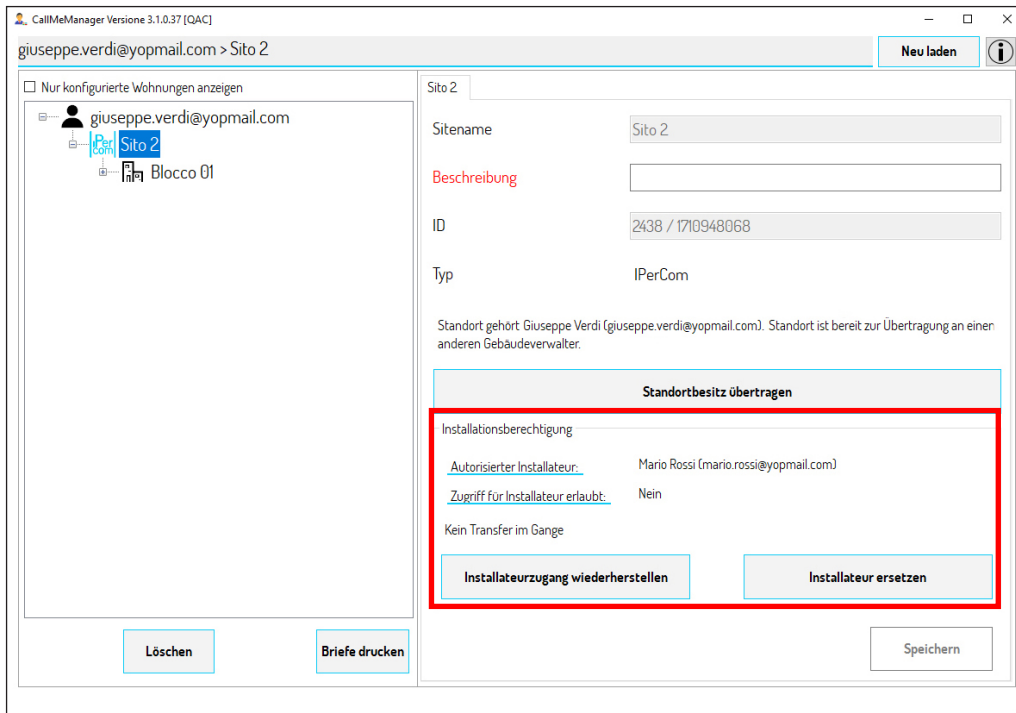 CallMeManager Versione 3.1.0.37 [QAC]
giuseppe.verdi@yopmail.com > Sito 2
Neu laden
Nur konfigurierte Wohnungen anzeigen
giuseppe.verdi@yopmail.com
IPer
com
Sito 2
Blocco 01
Löschen
Briefe drucken
Sito 2
Sitename
Sito 2
Beschreibung
ID
2438 / 1710948068
Typ
IPerCom
Standort gehört Giuseppe Verdi (giuseppe.verdi@yopmail.com). Standort ist bereit zur Übertragung an einen
anderen Gebäudeverwalter.
Standortbesitz übertragen
Installationsberechtigung
Autorisierter Installateur:
Mario Rossi (mario.rossi@yopmail.com)
Zugriff für Installateur erlaubt:
Nein
Kein Transfer im Gange
Installateurzugang wiederherstellen
Installateur ersetzen
Speichern